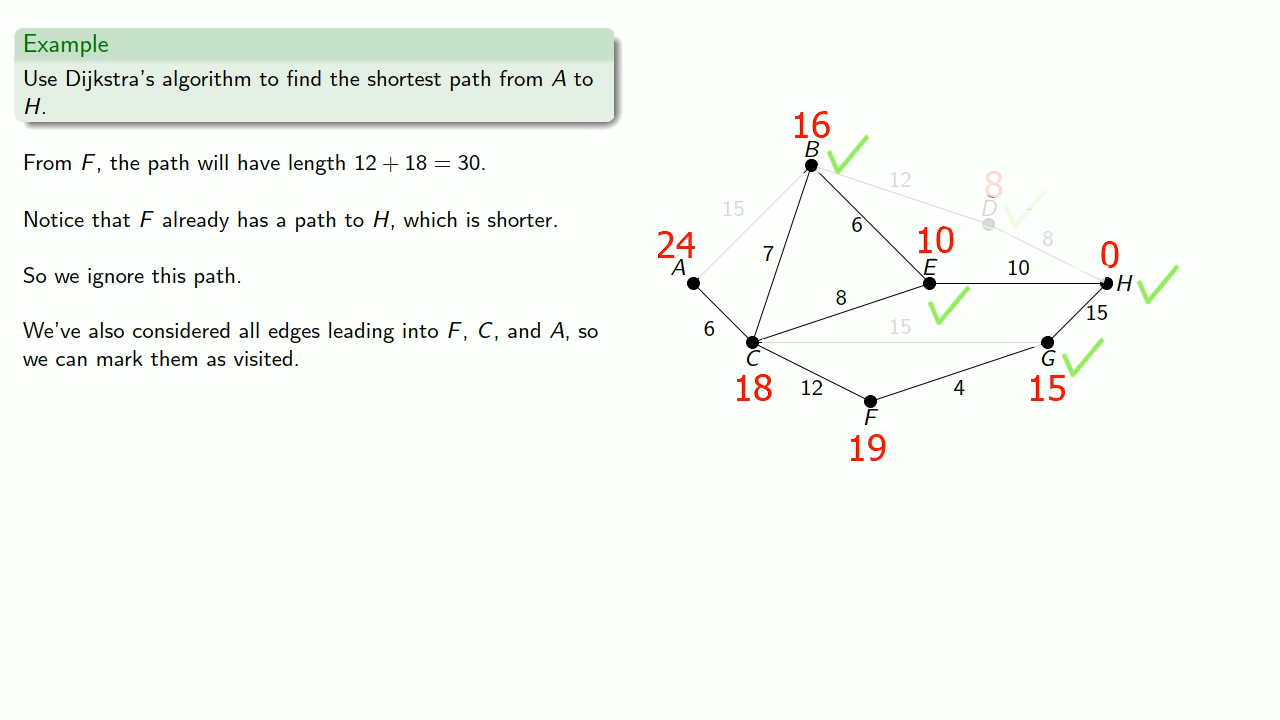 Example
Use Dijkstra's algorithm to find the shortest path from A to
H.
From F, the path will have length 12 + 18 = 30.
Notice that F already has a path to H, which is shorter.
So we ignore this path.
We've also considered all edges leading into F, C, and A, so
we can mark them as visited.
16
B
12
8
D
15
6
8
24
A
7
10
E
10
0
H
8
15
6
15
C
G
18
12
4
15
F
19